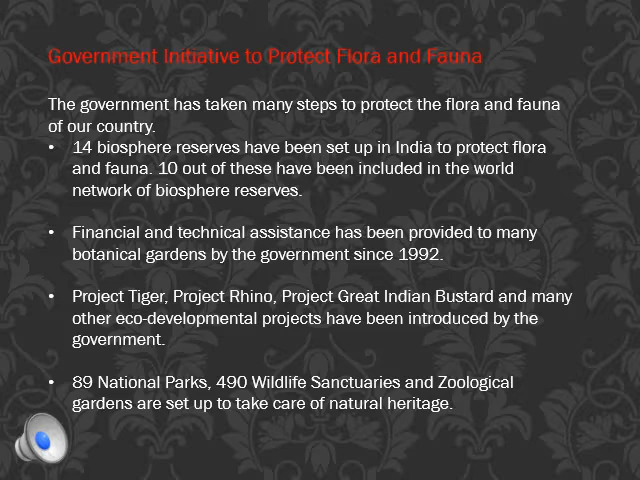 Government Initiative to Protect Flora and Fauna
The government has taken many steps to protect the flora and fauna
of our country.
• 14 biosphere reserves have been set up in India to protect flora
and fauna. 10 out of these have been included in the world
network of biosphere reserves.
• Financial and technical assistance has been provided to many
botanical gardens by the government since 1992.
• Project Tiger, Project Rhino, Project Great Indian Bustard and many
other eco-developmental projects have been introduced by the
government.
• 89 National Parks, 490 Wildlife Sanctuaries and Zoological
gardens are set up to take care of natural heritage.